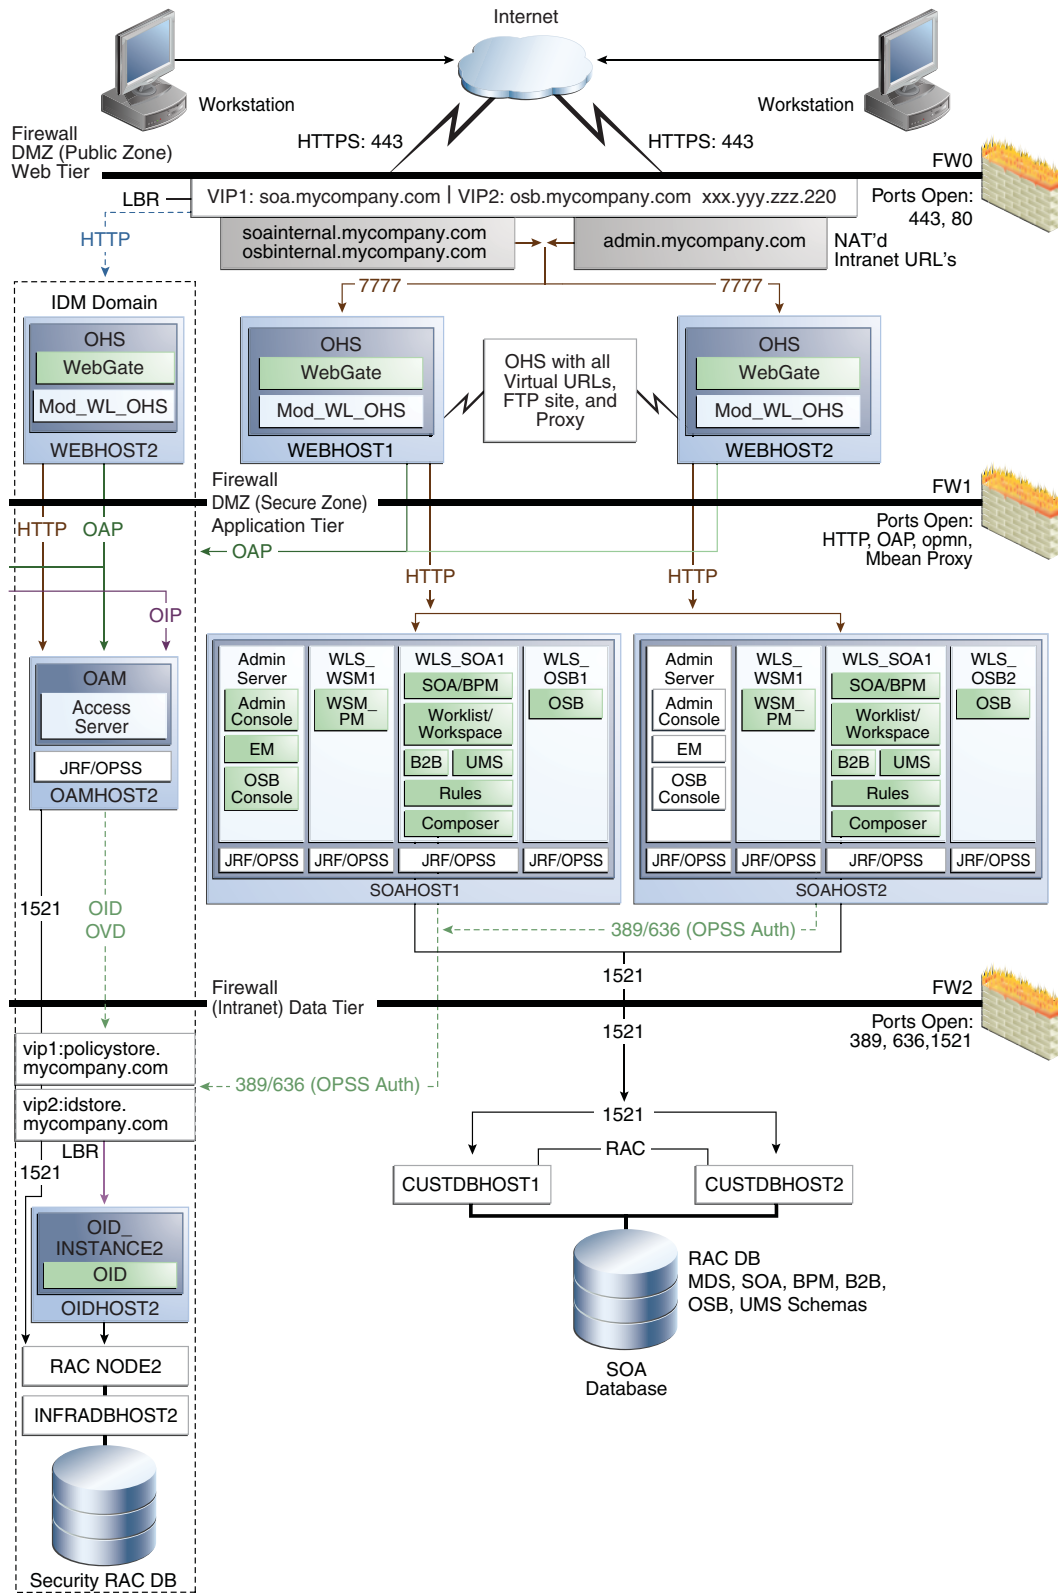 Internet
Workstation
Workstation
HTTPS: 443
HTTPS: 443
Firewall
DMZ (Public Zone)
Web Tier
FW0
Ports Open:
443, 80
LBR
VIP1: soa.mycompany.com | VIP2: osb.mycompany.com xxx.yyy.zzz.220
soainternal.mycompany.com
osbinternal.mycompany.com
admin.mycompany.com
NAT'd
Intranet URL's
HTTP
7777
7777
IDM Domain
OHS
WebGate
Mod_WL_OHS
WEBHOST2
OHS
WebGate
Mod_WL_OHS
WEBHOST1
OHS with all
Virtual URLs,
FTP site, and
Proxy
OHS
WebGate
Mod_WL_OHS
WEBHOST2
Firewall
DMZ (Secure Zone)
Application Tier
FW1
Ports Open:
HTTP, OAP, opmn,
Mbean Proxy
HTTP
OAP
OAP
HTTP
HTTP
OIP
OAM
Access
Server
JRF/OPSS
OAMHOST2
Admin
Server
Admin
Console
EM
OSB
Console
JRF/OPSS
WLS_
WSM1
WSM_
PM
JRF/OPSS
WLS_SOA1
SOA/BPM
Worklist/
Workspace
B2B
UMS
Rules
Composer
JRF/OPSS
WLS_
OSB1
OSB
JRF/OPSS
SOAHOST1
Admin
Server
Admin
Console
EM
OSB
Console
JRF/OPSS
WLS_
WSM1
WSM_
PM
JRF/OPSS
WLS_SOA1
SOA/BPM
Worklist/
Workspace
B2B
UMS
Rules
Composer
JRF/OPSS
WLS_
OSB2
OSB
JRF/OPSS
SOAHOST2
1521
OID
OVD
389/636 (OPSS Auth)
1521
Firewall
(Intranet) Data Tier
FW2
Ports Open:
389, 636,1521
1521
vip1:policystore.
mycompany.com
vip2:idstore.
mycompany.com
389/636 (OPSS Auth)
LBR
1521
1521
RAC
CUSTDBHOST1
CUSTDBHOST2
OID_
INSTANCE2
OID
OIDHOST2
RAC DB
MDS, SOA, BPM, B2B,
OSB, UMS Schemas
SOA
Database
RAC NODE2
INFRADBHOST2
Security RAC DB